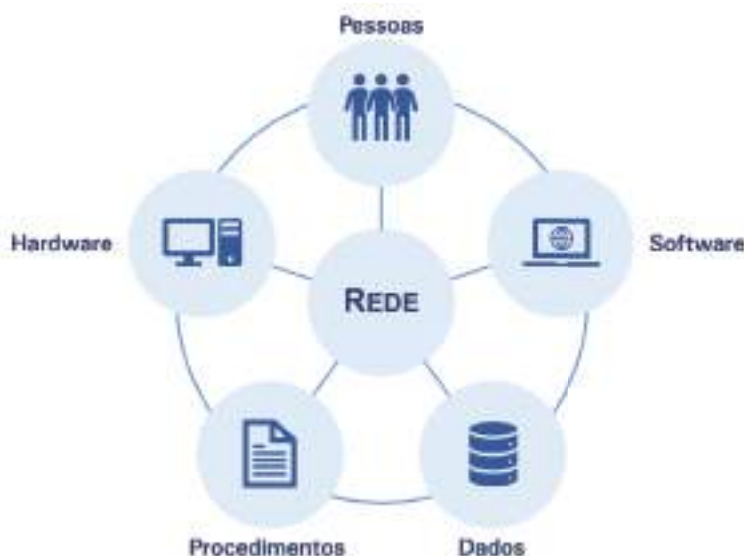 Pessoas
Hardware
Software
REDE
Procedimentos
Dados